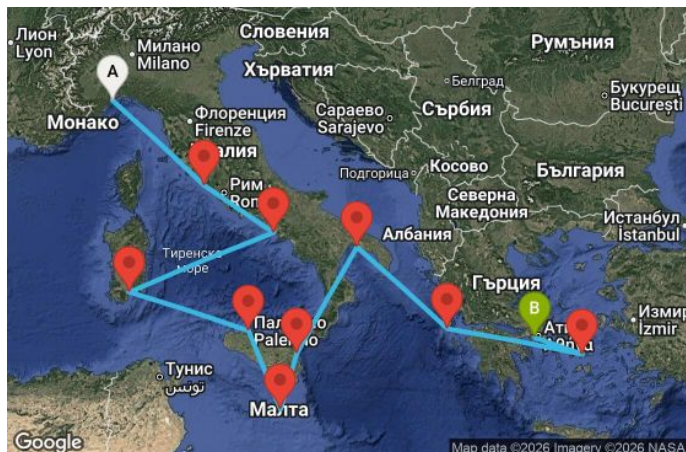 Лион
Lyon
Милано
Milano
Словения
Хърватия
Румъния
Белград
Букурещ
București
Монако
Флоренция
Firenze
Сараево
Sarajevo
Сърбия
Косово
Подгорица
България
Рим
Северна
Македония
Истанбул
İstanbul
Албания
Тиренско
море
Гърция
B
A
Измир
İzmir
Палермо
Palermo
Тунис
تونس
Малта
Google
Map data ©2026 Imagery ©2026 NASA